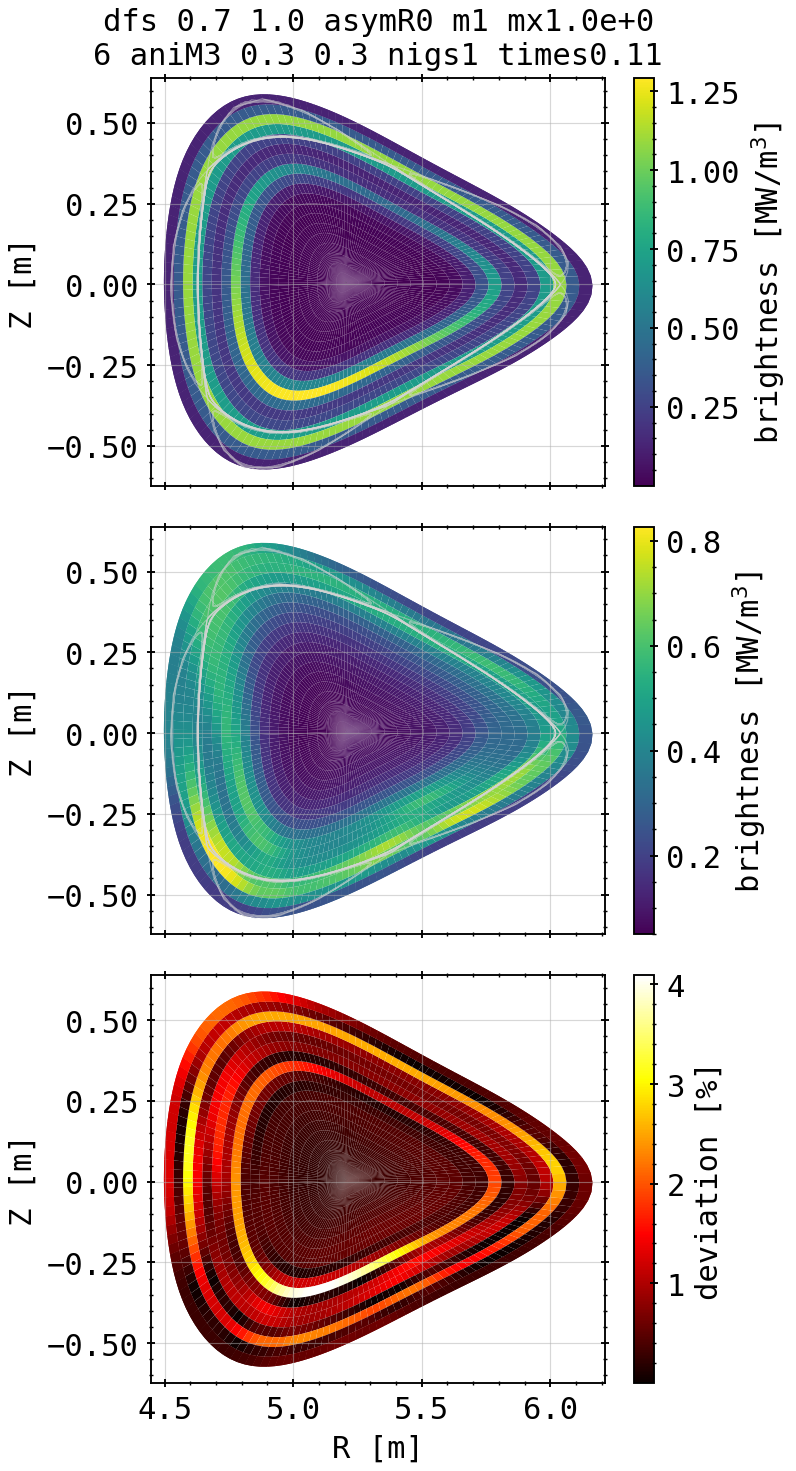 dfs 0.7 1.0 asymR0 m1 mx1.0e+0
6 aniM3 0.3 0.3 nigs1 times0.11
0.50
0.25
0.00
−0.25
−0.50
Z [m]
1.25
1.00
0.75
0.50
0.25
brightness [MW/m³]
0.50
0.25
0.00
−0.25
−0.50
Z [m]
0.8
0.6
0.4
0.2
brightness [MW/m³]
0.50
0.25
0.00
−0.25
−0.50
Z [m]
4
3
2
1
deviation [%]
4.5 5.0 5.5 6.0
R [m]